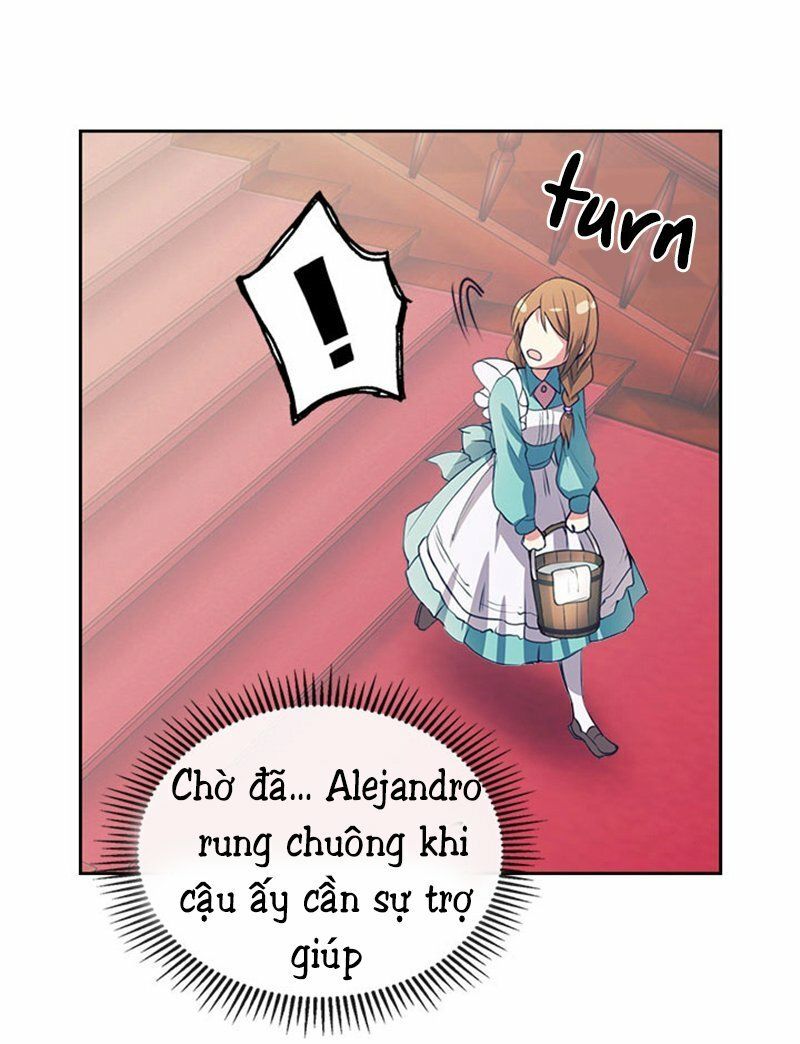 turn
!
Chờ đã... Alejandro
rung chuông khi
cậu ấy cần sự trợ
giúp